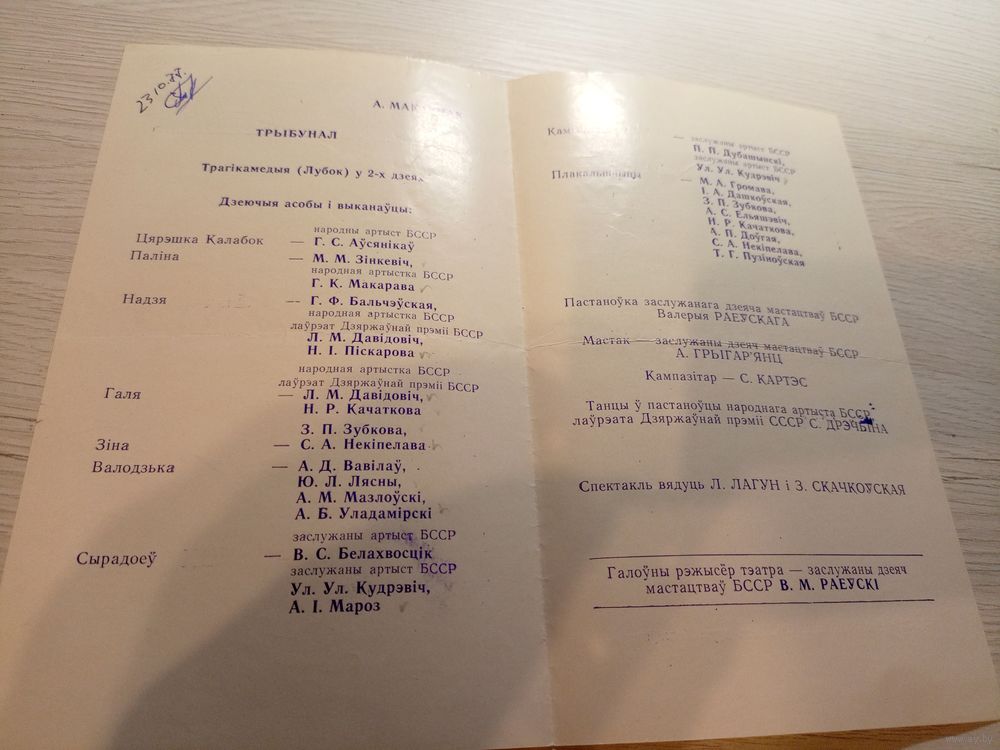 23.10.77.
А. МАКАЁНАК
ТРЫБУНАЛ
Трагікамедыя (Лубок) у 2-х дзеях
Дзеючыя асобы і выканаўцы:
народны артыст БССР
Цярэшка Қалабок — Г. С. Аўсянікаў
Паліна — М. М. Зінкевіч,
народная артыстка БССР
Г. К. Макарава
Надзя — Г. Ф. Бальчэўская,
народная артыстка БССР
лаўрэат Дзяржаўнай прэміі БССР
Л. М. Давідовіч,
Н. І. Піскарова
народная артыстка БССР
лаўрэат Дзяржаўнай прэміі БССР
Галя — Л. М. Давідовіч,
Н. Р. Качаткова
З. П. Зубкова,
Зіна — С. А. Некіпелава
Валодзька — А. Д. Вавілаў,
Ю. Л. Лясны,
А. М. Мазлоўскі,
А. Б. Уладамірскі
заслужаны артыст БССР
Сырадоеў — В. С. Белахвосцік
заслужаны артыст БССР
Ул. Ул. Кудрэвіч,
А. І. Мароз
— заслужаны артыст БССР
П. П. Дубашынскі,
заслужаны артыст БССР
Ул. Ул. Кудрэвіч
Плакальшчыцы — М. А. Громава,
І. А. Дашкоўская,
З. П. Зубкова,
А. С. Ельяшэвіч,
Н. Р. Качаткова,
А. П. Доўгая,
С. А. Некіпелава,
Т. Г. Пузіноўская
Пастаноўка заслужанага дзеяча мастацтваў БССР
Валерыя РАЕЎСКАГА
Мастак — заслужаны дзеяч мастацтваў БССР
А. ГРЫГАР'ЯНЦ
Қампазітар — С. КАРТЭС
Танцы ў пастаноўцы народнага артыста БССР
лаўрэата Дзяржаўнай прэміі СССР С. ДРЭЧЫНА
Спектакль вядуць Л. ЛАГУН і З. СКАЧКОЎСКАЯ
Галоўны рэжысёр тэатра — заслужаны дзеяч
мастацтваў БССР В. М. РАЕЎСКІ